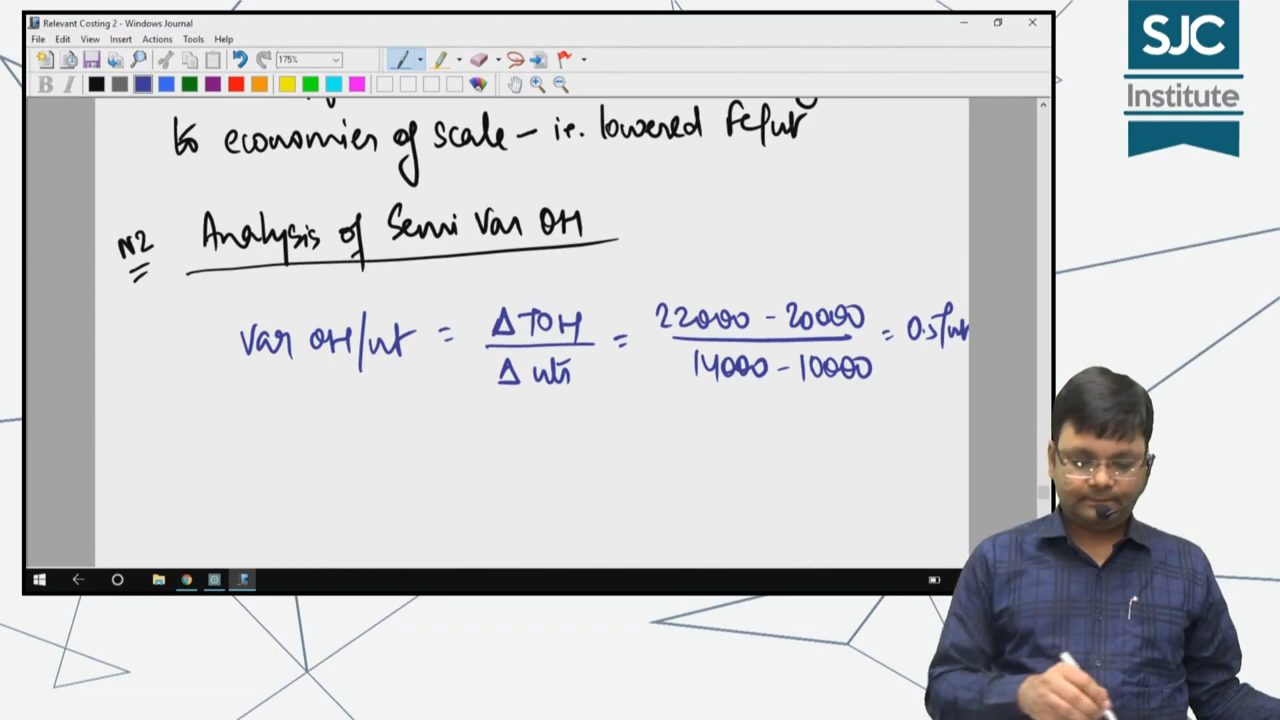 Relevant Costing 2 - Windows Journal
File Edit View Insert Actions Tools Help
175%
B I
to economies of scale – ie. lowered FC/ut
N2 Analysis of Semi Var OH
Var OH/ut = Δ TOH / Δ uts = 22000 - 20000 / 14000 - 10000 = 0.5/ut
SJC
Institute